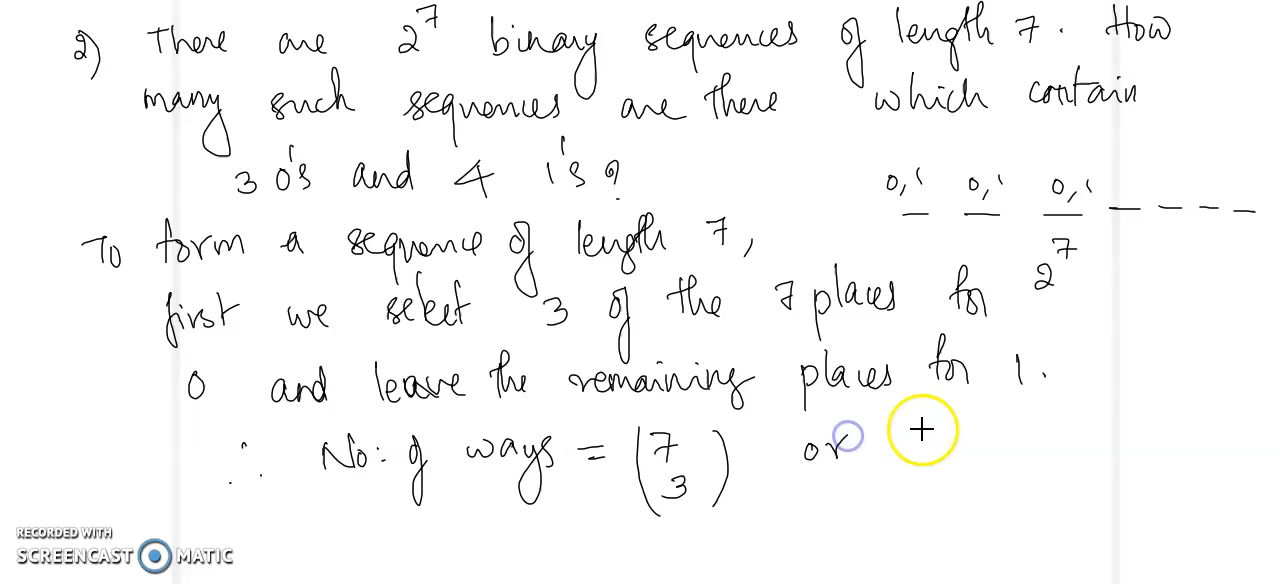 2) There are 2^7 binary sequences of length 7. How
many such sequences are there which contain
3 0's and 4 1's?
0,1 0,1 0,1
_ _ _ _ _ _ _
To form a sequence of length 7,
7
2^7
first we select 3 of the 7 places for
0 and leave the remaining places for 1.
∴ No: of ways = (7 3) or
RECORDED WITH
SCREENCAST MATIC